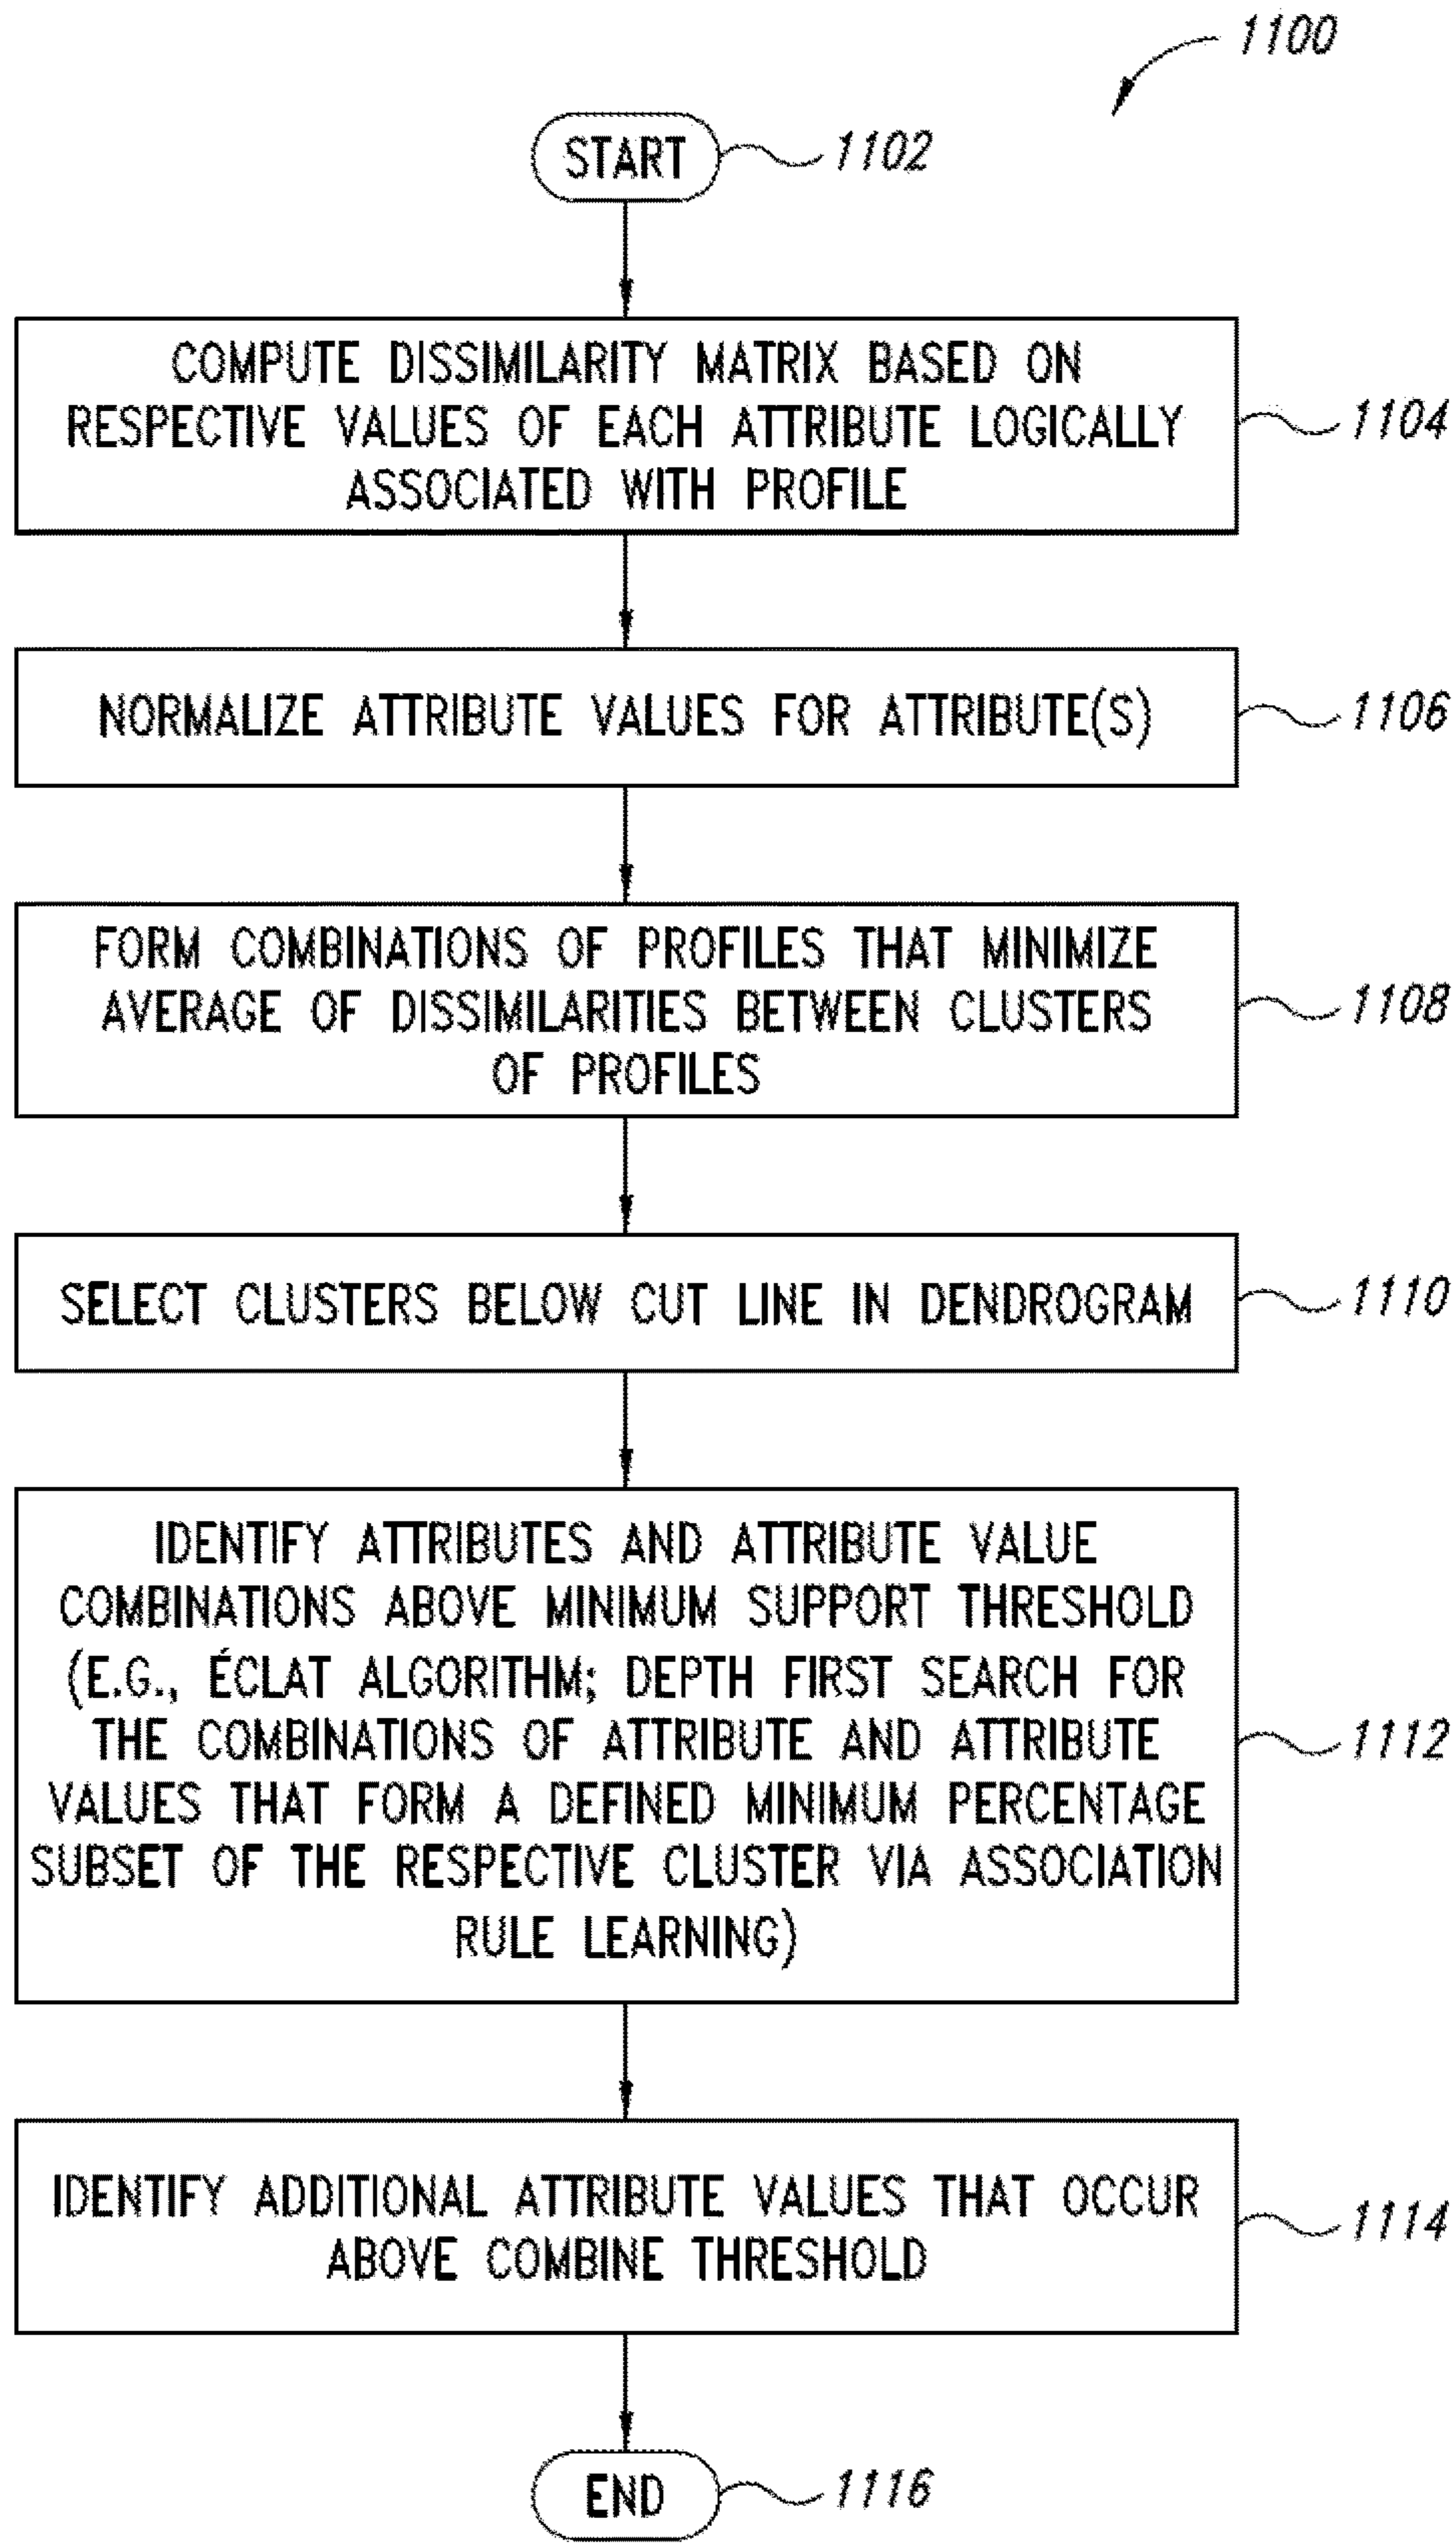 1100
START
1102
COMPUTE DISSIMILARITY MATRIX BASED ON
RESPECTIVE VALUES OF EACH ATTRIBUTE LOGICALLY
ASSOCIATED WITH PROFILE
1104
NORMALIZE ATTRIBUTE VALUES FOR ATTRIBUTE(S)
1106
FORM COMBINATIONS OF PROFILES THAT MINIMIZE
AVERAGE OF DISSIMILARITIES BETWEEN CLUSTERS
OF PROFILES
1108
SELECT CLUSTERS BELOW CUT LINE IN DENDROGRAM
1110
IDENTIFY ATTRIBUTES AND ATTRIBUTE VALUE
COMBINATIONS ABOVE MINIMUM SUPPORT THRESHOLD
(E.G., ÉCLAT ALGORITHM; DEPTH FIRST SEARCH FOR
THE COMBINATIONS OF ATTRIBUTE AND ATTRIBUTE
VALUES THAT FORM A DEFINED MINIMUM PERCENTAGE
SUBSET OF THE RESPECTIVE CLUSTER VIA ASSOCIATION
RULE LEARNING)
1112
IDENTIFY ADDITIONAL ATTRIBUTE VALUES THAT OCCUR
ABOVE COMBINE THRESHOLD
1114
END
1116